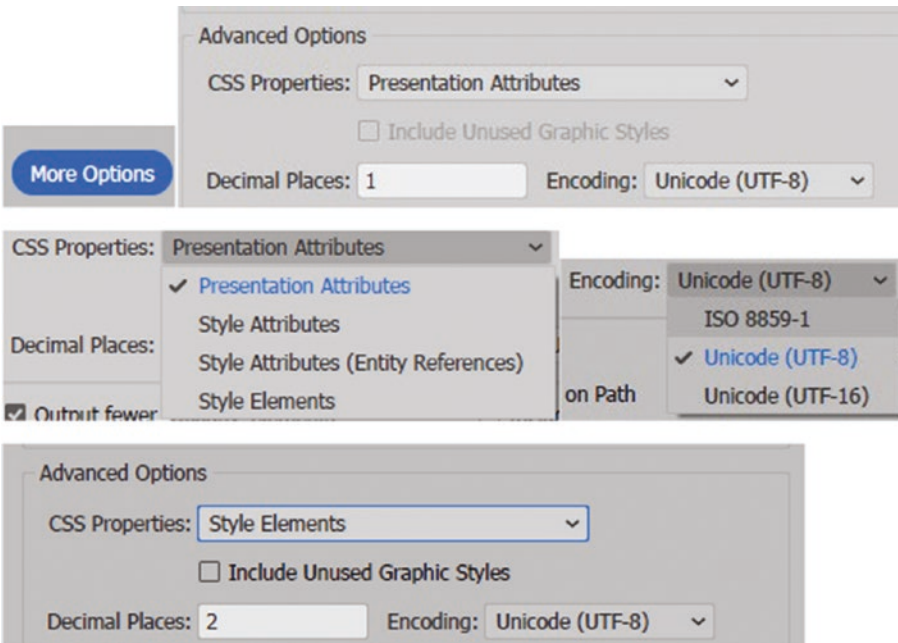 Advanced Options
CSS Properties: Presentation Attributes
Include Unused Graphic Styles
More Options
Decimal Places: 1 Encoding: Unicode (UTF-8)
CSS Properties: Presentation Attributes
Presentation Attributes
Style Attributes
Decimal Places:
Style Attributes (Entity References)
Style Elements
Output fewer
Encoding: Unicode (UTF-8)
ISO 8859-1
Unicode (UTF-8)
on Path
Unicode (UTF-16)
Advanced Options
CSS Properties: Style Elements
Include Unused Graphic Styles
Decimal Places: 2 Encoding: Unicode (UTF-8)